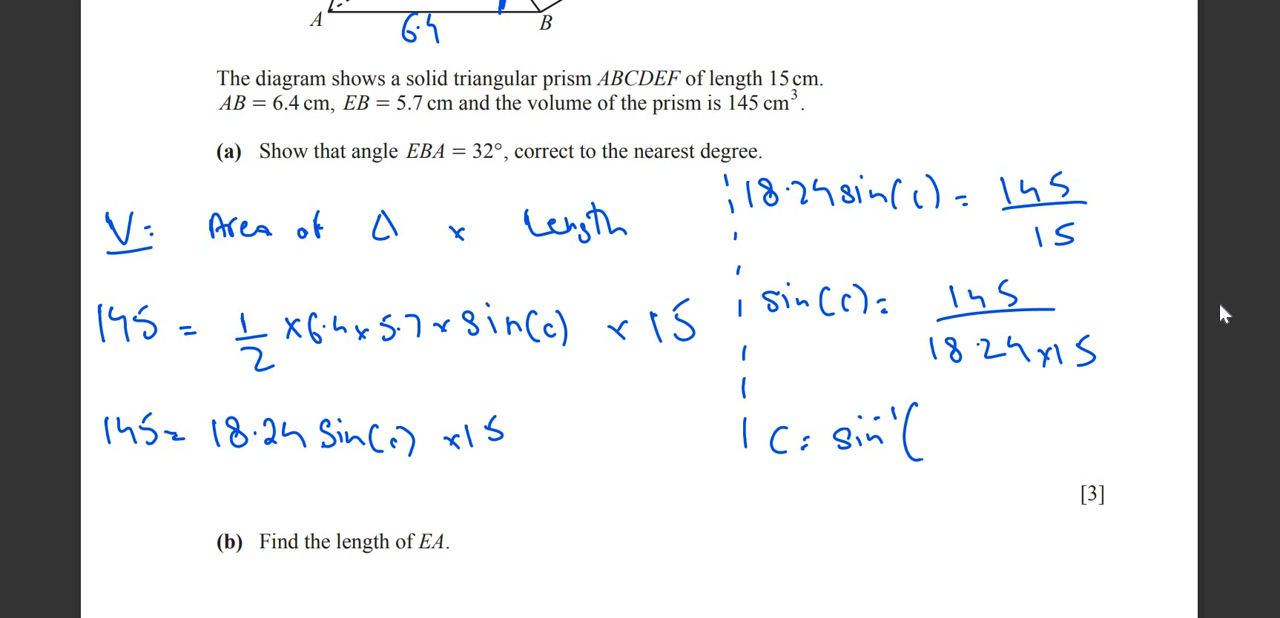 A 6.4 B
The diagram shows a solid triangular prism ABCDEF of length 15 cm.
AB = 6.4 cm, EB = 5.7 cm and the volume of the prism is 145 cm³.
(a) Show that angle EBA = 32°, correct to the nearest degree.
V: Area of Δ × Length
145 = 1/2 × 6.4 × 5.7 × sin(c) × 15
145 = 18.24 sin(c) × 15
18.24 sin(c) = 145/15
sin(c) = 145/18.24×15
C = sin⁻¹(
[3]
(b) Find the length of EA.